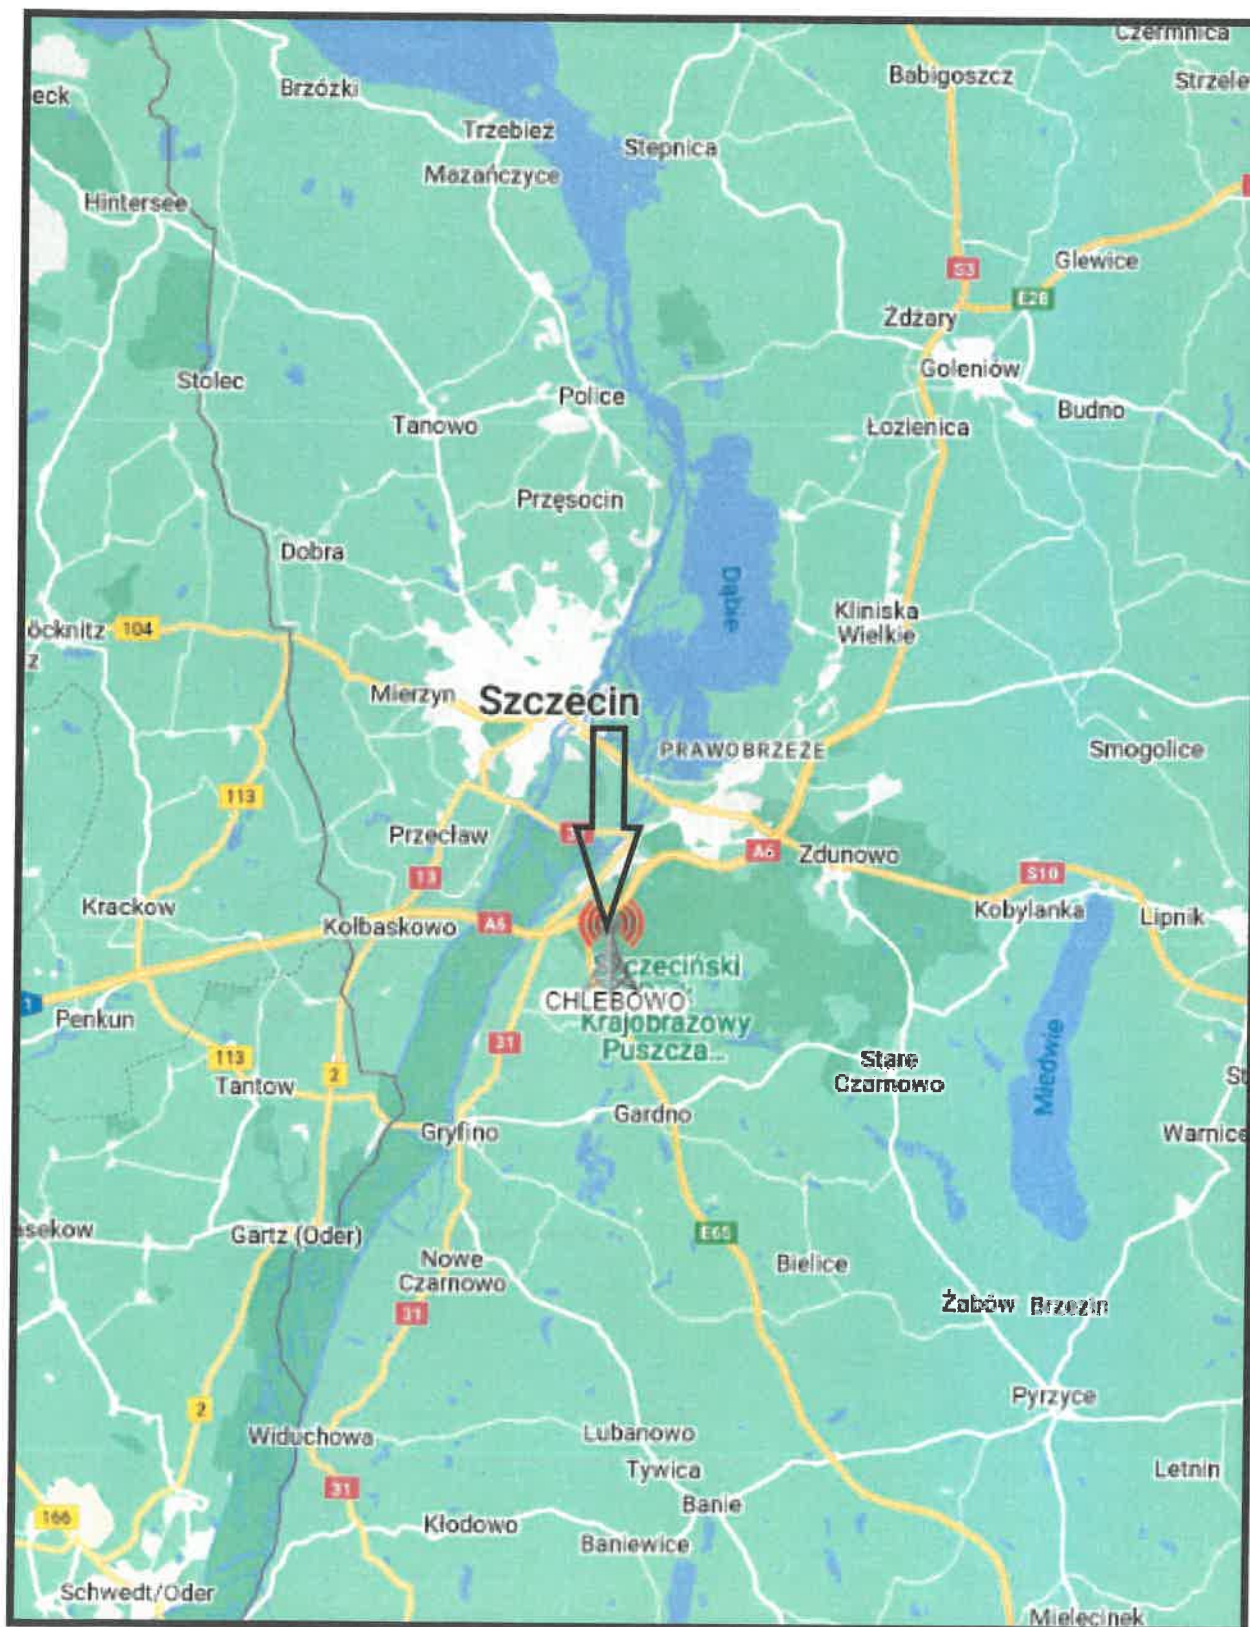 Czermnica
Babigoszcz
Strzele
eck
Brzózki
Trzebież
Stepnica
Mazańczyce
Hintersee
S3
Glewice
E28
Żdżary
Goleniów
Stolec
Police
Budno
Tanowo
Łozienica
Przęsocin
Dobra
Dąbie
Kliniska
Wielkie
öcknitz
104
z
Mierzyn
Szczecin
PRAWOBRZEŻE
Smogolice
113
Przecław
3
A6
Zdunowo
13
S10
Krackow
Kobylanka
Lipnik
Kołbaskowo
A6
Szczeciński
CHLEBOWO
1
Penkun
Krajobrazowy
Puszcza...
31
113
2
Stare
Czarnowo
Miedwie
St
Tantow
Gardno
Gryfino
Warnice
asekow
Gartz (Oder)
E65
Nowe
Czarnowo
Bielice
31
Żabów Brzezin
Pyrzyce
2
Widuchowa
Lubanowo
Tywica
Letnin
31
Banie
166
Kłodowo
Baniewice
Schwedt/Oder
Mielęcinek